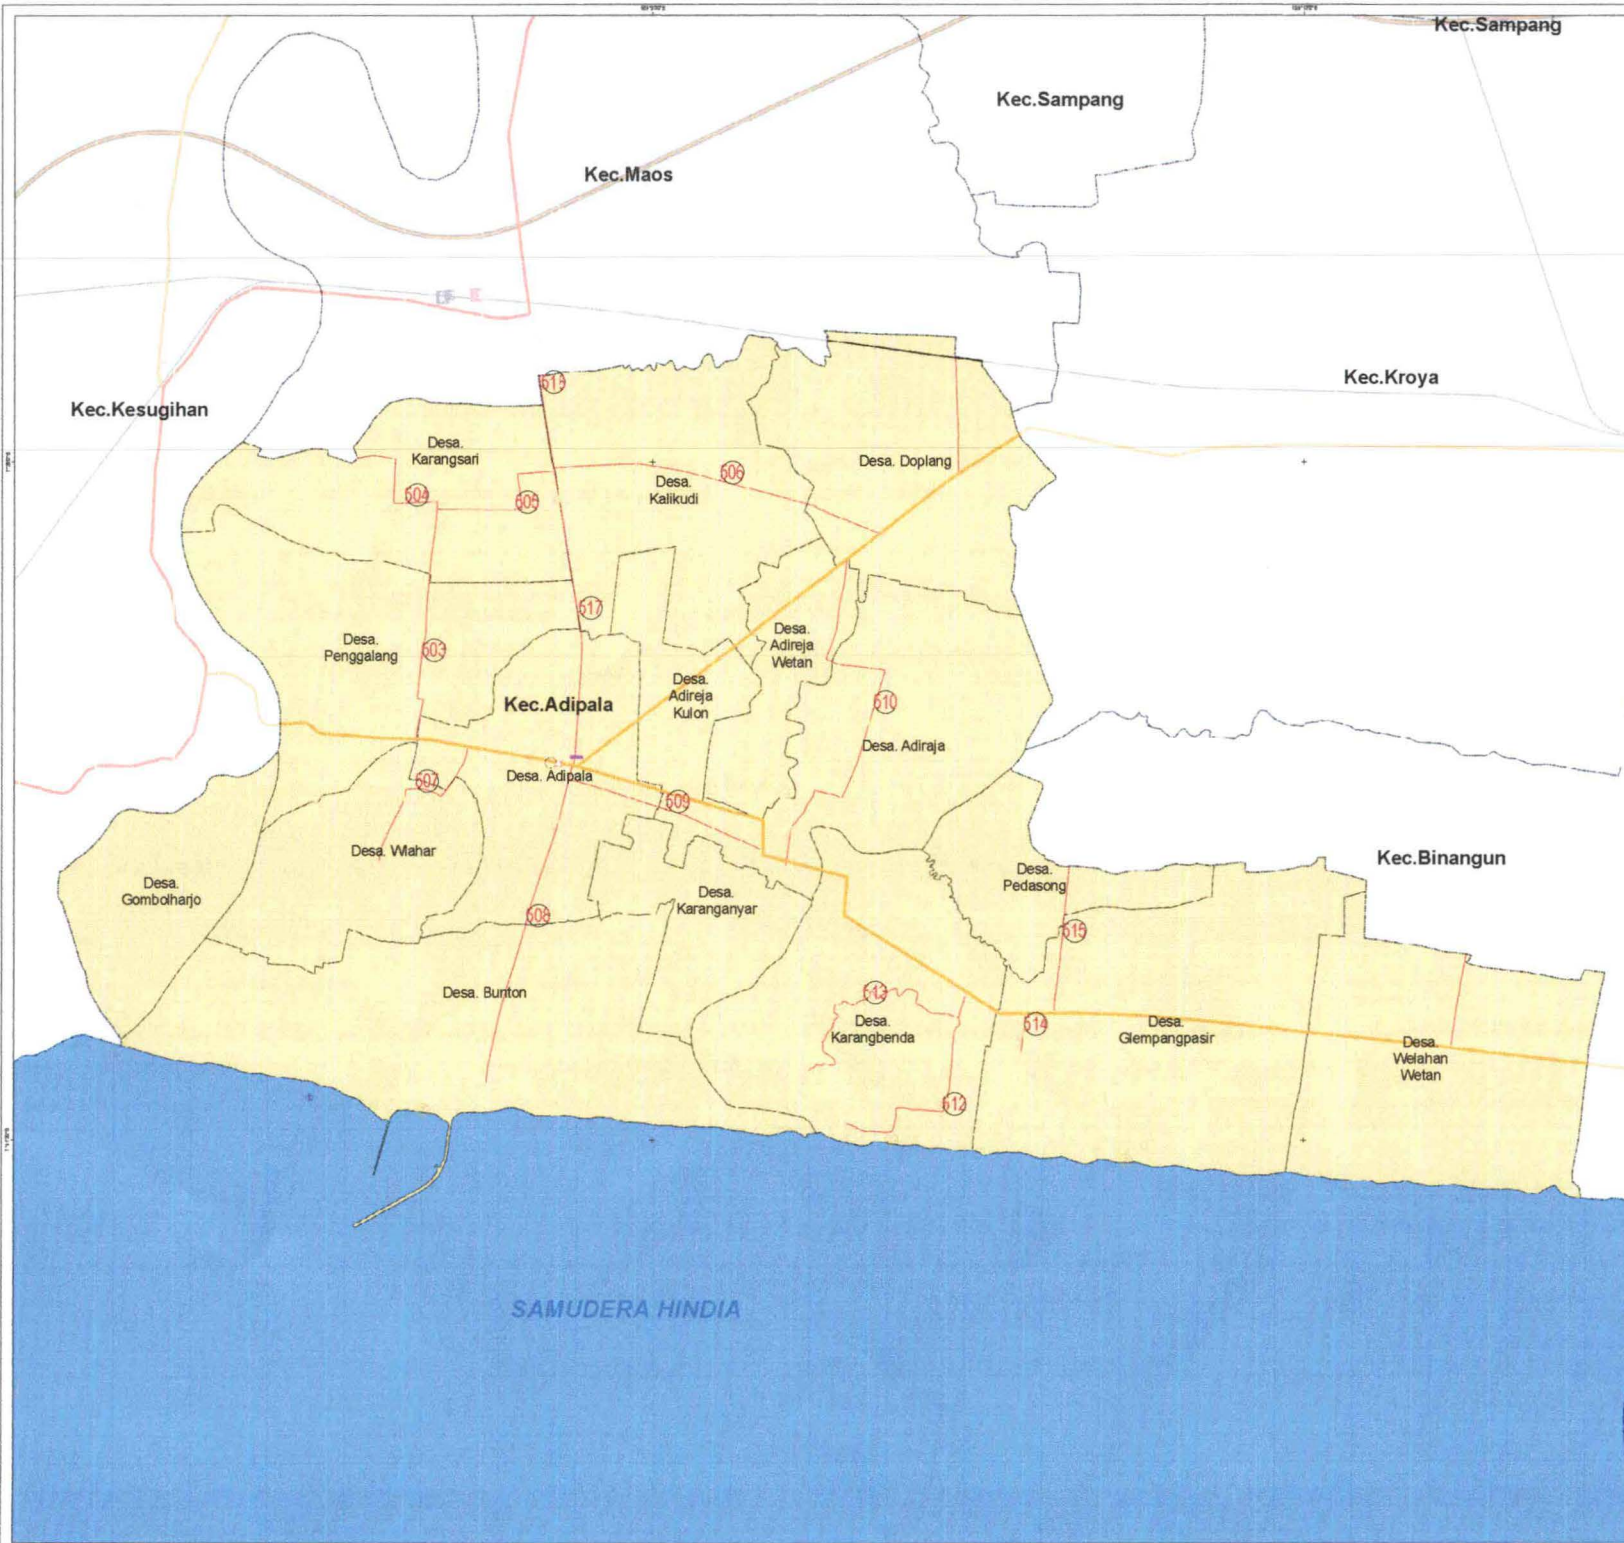 Kec.Sampang
Kec.Sampang
Kec.Maos
Kec.Kroya
Kec.Kesugihan
Desa.
Karangsari
Desa. Doplang
506
504
505
Desa.
Kalikudi
517
Desa.
Penggalang
503
Desa.
Adireja
Wetan
Kec.Adipala
Desa.
Adireja
Kulon
510
Desa. Adiraja
Desa. Adipala
507
509
Desa. Wlahar
Kec.Binangun
Desa.
Pedasong
Desa.
Gombolharjo
Desa.
Karanganyar
508
515
Desa. Bunton
513
Desa.
Karangbenda
514
Desa.
Glempangpasir
Desa.
Welahan
Wetan
512
SAMUDERA HINDIA